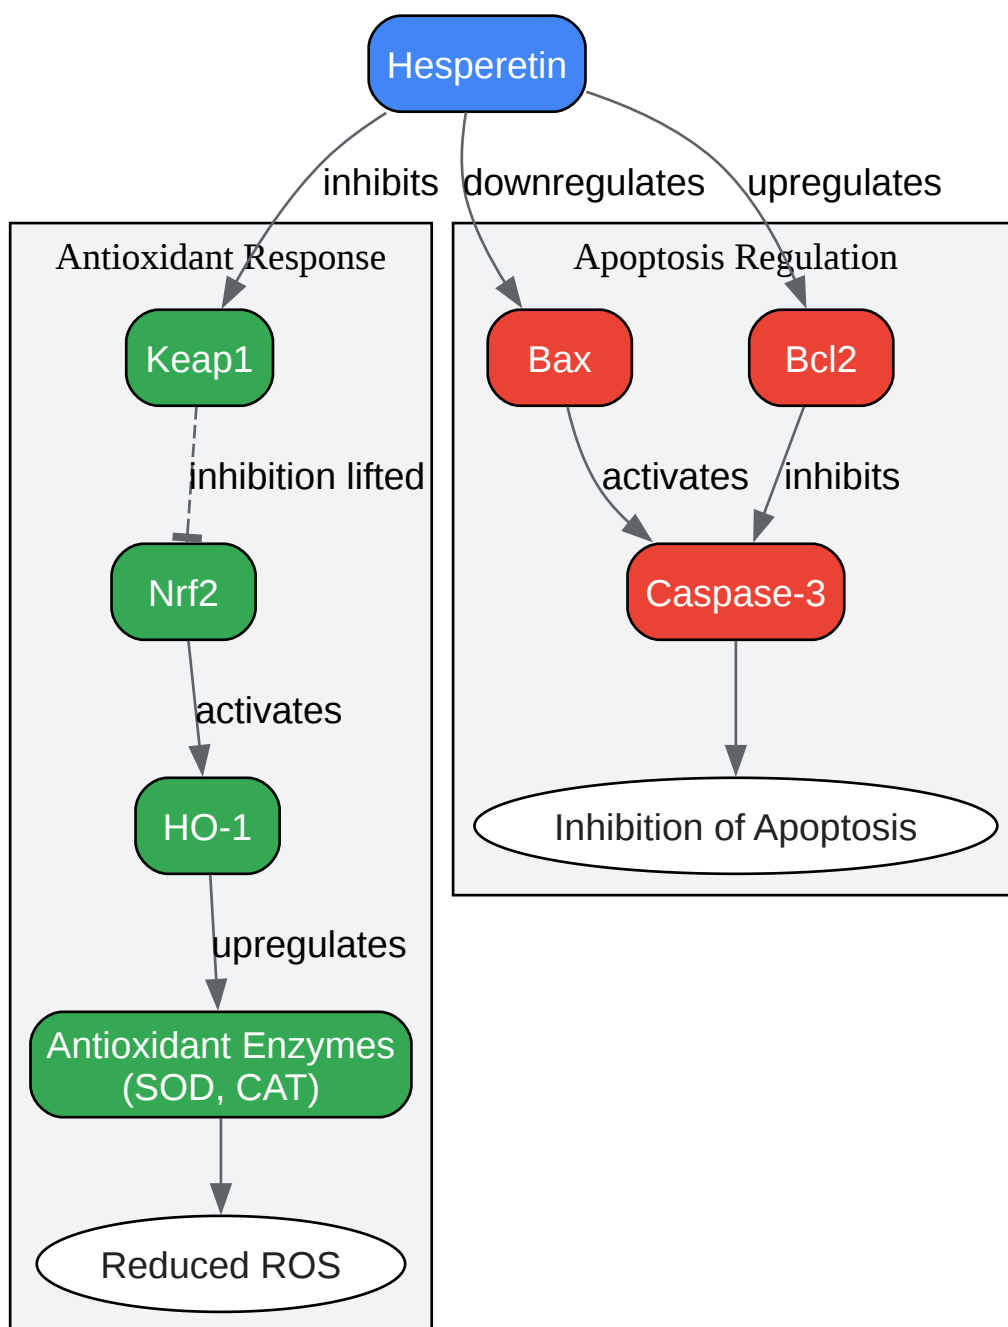 Hesperetin
inhibits
downregulates
upregulates
Antioxidant Response
Apoptosis Regulation
Keap1
Bax
Bcl2
inhibition lifted
activates
inhibits
Nrf2
Caspase-3
activates
HO-1
Inhibition of Apoptosis
upregulates
Antioxidant Enzymes
(SOD, CAT)
Reduced ROS